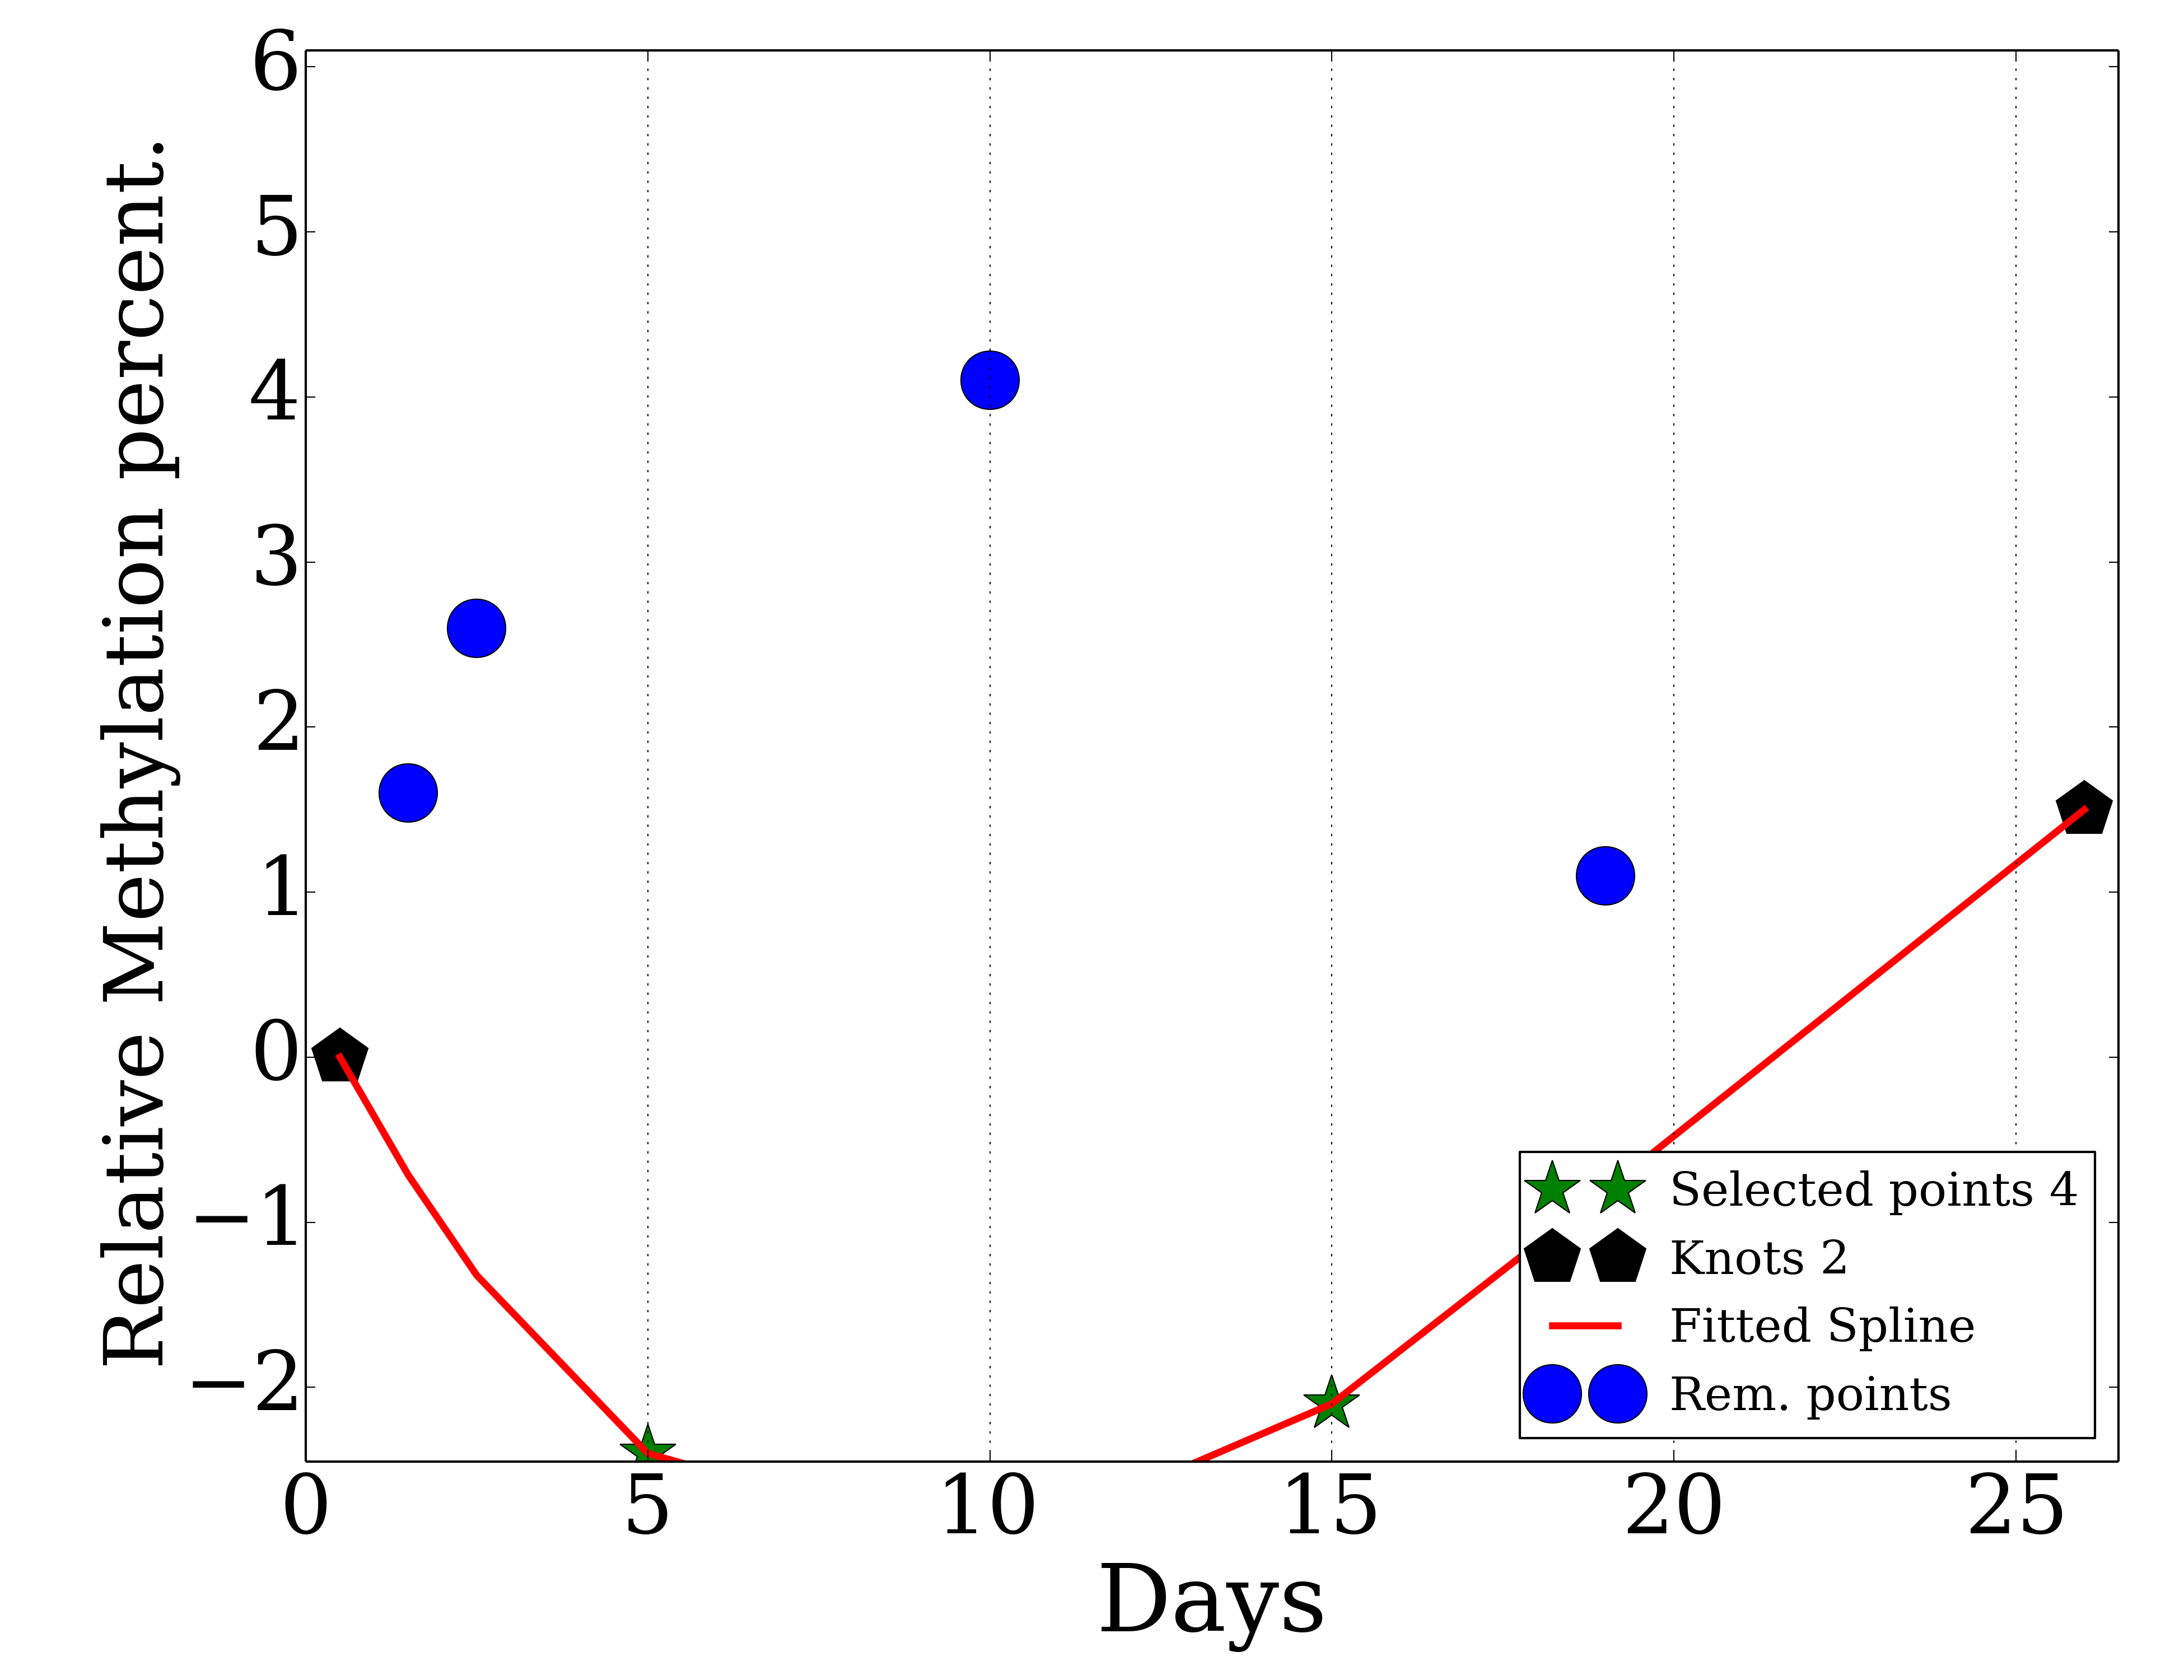 Relative Methylation percent.
6
5
4
3
2
1
0
−1
−2
0 5 10 15 20 25
Days
Selected points 4
Knots 2
Fitted Spline
Rem. points